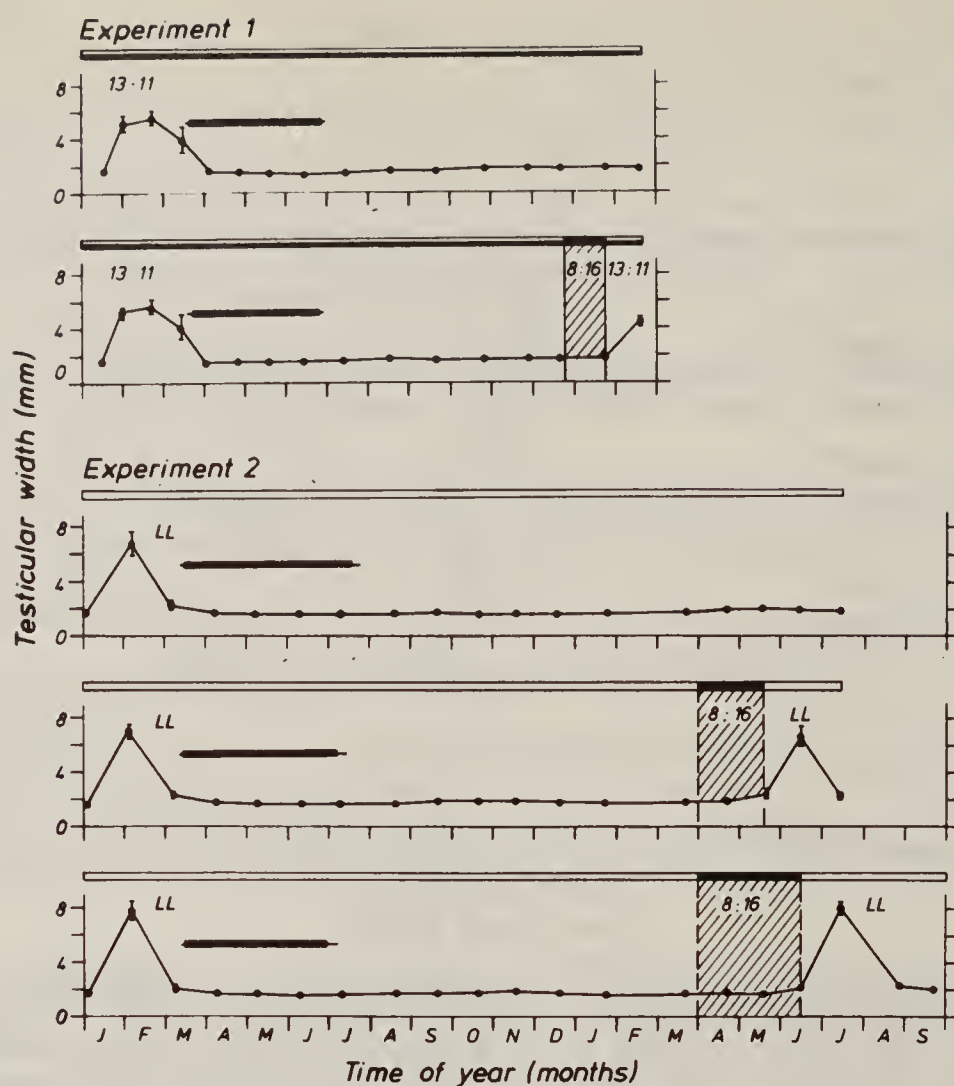 Experiment 1
13·11
8
4
0
13 11
8:16
13:11
8
4
0
Testicular width (mm)
Experiment 2
LL
8
4
0
LL
8:16
LL
8
4
0
LL
8:16
LL
8
4
0
J F M A M J J A S O N D J F M A M J J A S
Time of year (months)